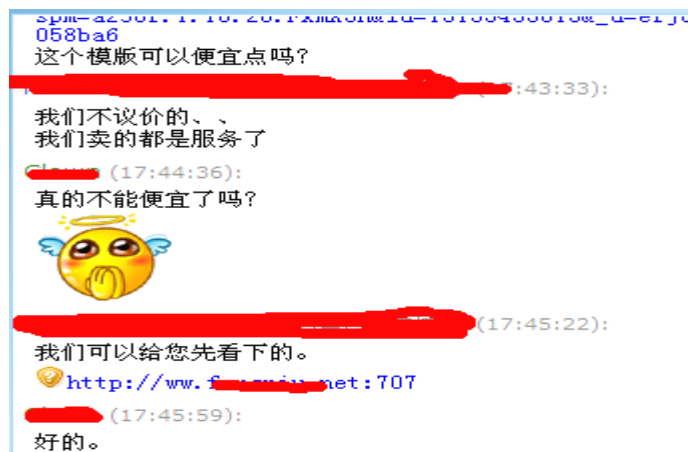 058ba6
这个模版可以便宜点吗？
:43:33):
我们不议价的、、
我们卖的都是服务了
(17:44:36):
真的不能便宜了吗？
(17:45:22):
我们可以给您先看下的。
http://ww.f net:707
(17:45:59):
好的。